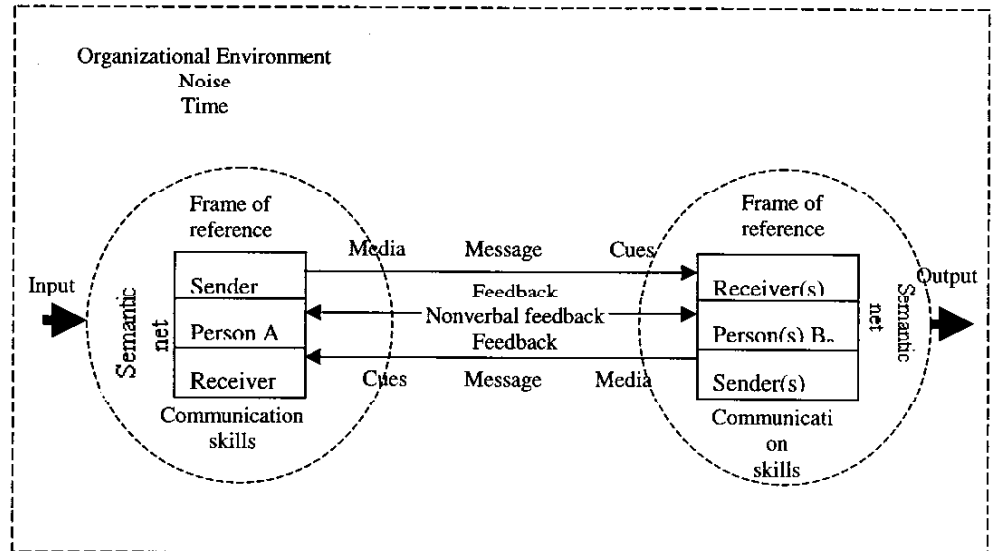 Organizational Environment
Noise
Time
Frame of
reference
Frame of
reference
Media Message Cues
Input
Sender
Receiver(s)
Output
Feedback
Semantic
net
Person A
Nonverbal feedback
Person(s) B
net
Semantic
Feedback
Receiver
Cues Message Media
Sender(s)
Communication
skills
Communicati
on
skills